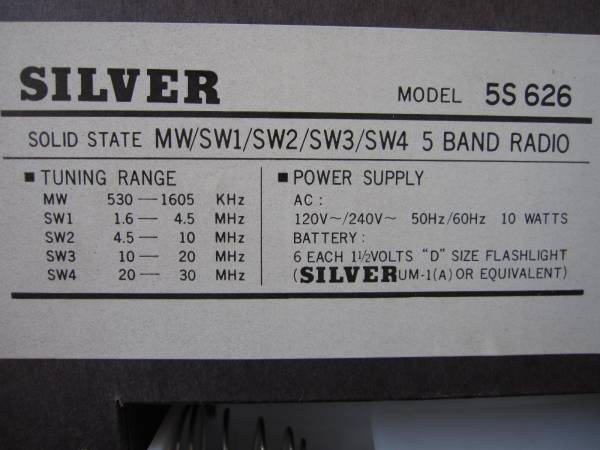 SILVER MODEL 5S 626
SOLID STATE MW/SW1/SW2/SW3/SW4 5 BAND RADIO
■ TUNING RANGE
MW 530—1605 KHz
SW1 1.6— 4.5 MHz
SW2 4.5— 10 MHz
SW3 10— 20 MHz
SW4 20— 30 MHz
■ POWER SUPPLY
AC :
120V~/240V~ 50Hz/60Hz 10 WATTS
BATTERY :
6 EACH 1½VOLTS “D” SIZE FLASHLIGHT
(SILVER UM-1(A) OR EQUIVALENT)